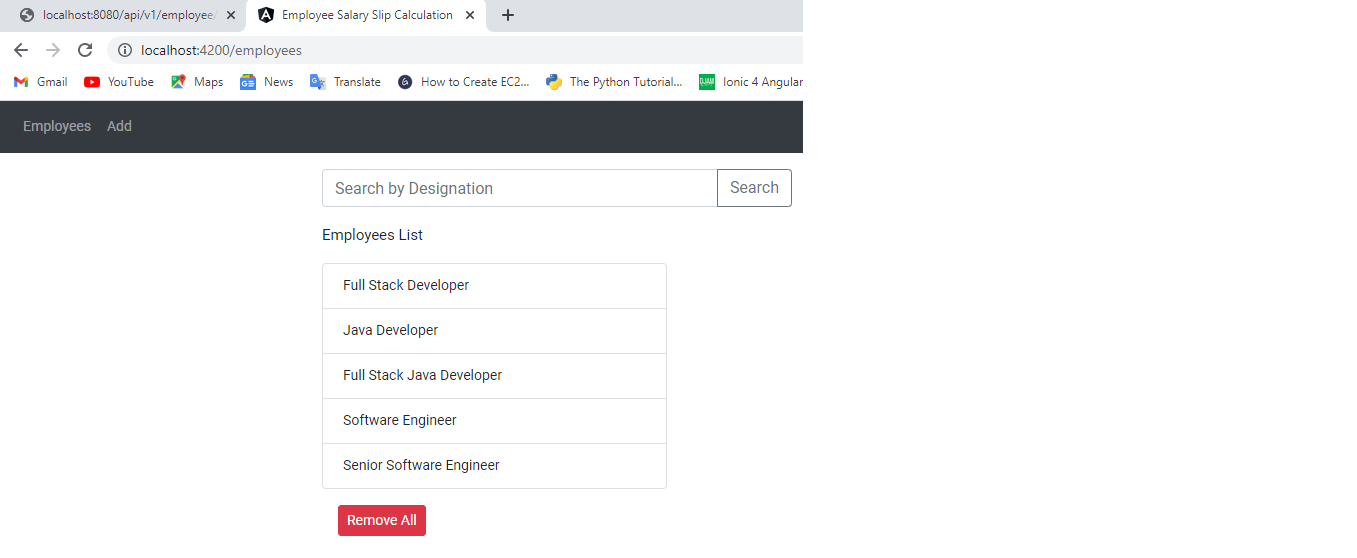 localhost:8080/api/v1/employee/
Employee Salary Slip Calculation
localhost:4200/employees
Gmail YouTube Maps News Translate How to Create EC2... The Python Tutorial... Ionic 4 Angular
Employees Add
Search by Designation Search
Employees List
Full Stack Developer
Java Developer
Full Stack Java Developer
Software Engineer
Senior Software Engineer
Remove All